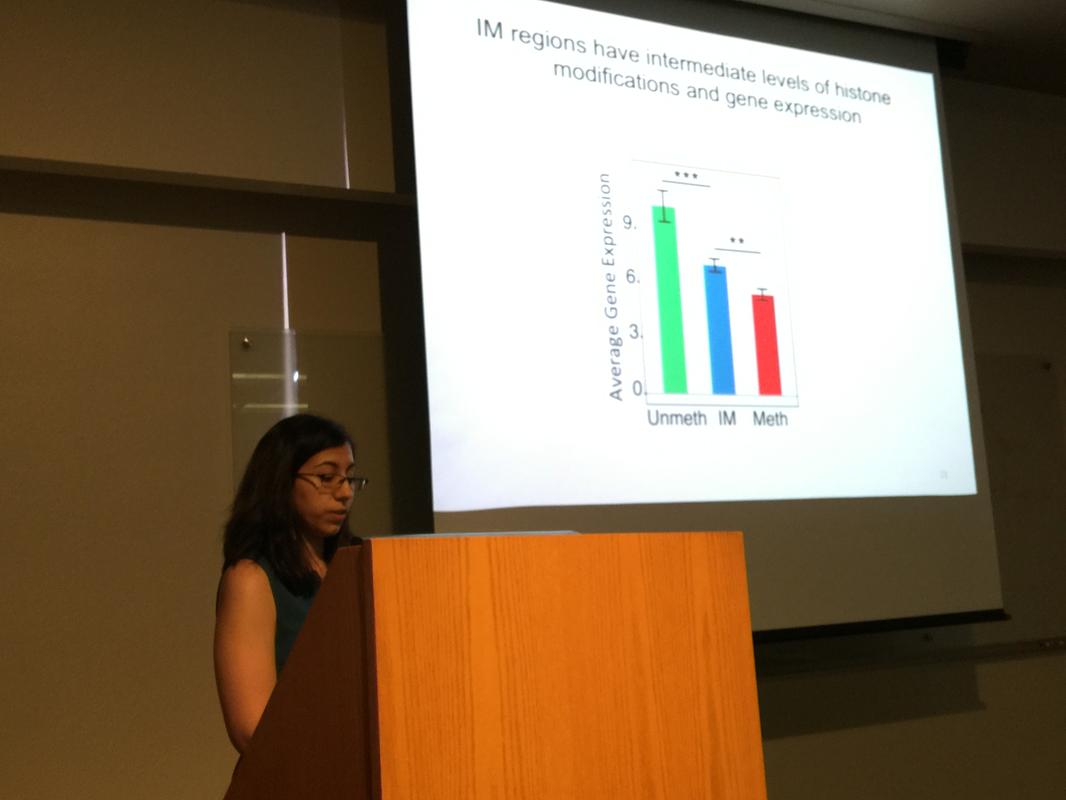 IM regions have intermediate levels of histone
modifications and gene expression
***
**
Average Gene Expression
9.
6.
3.
0
Unmeth IM Meth